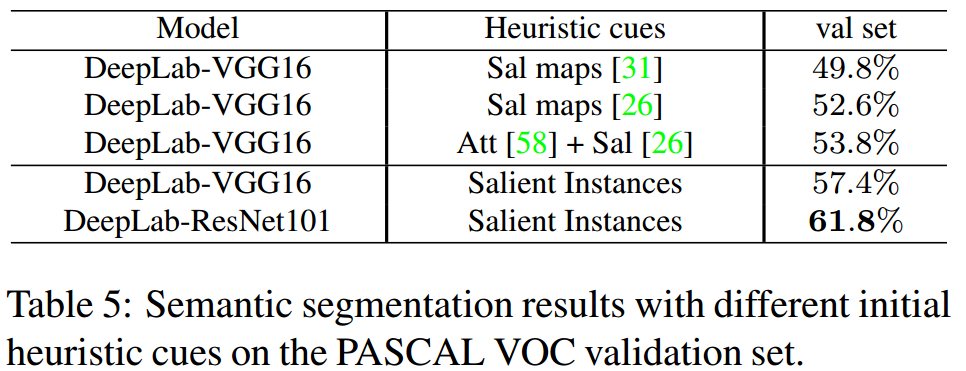 Model Heuristic cues val set
DeepLab-VGG16 Sal maps [31] 49.8%
DeepLab-VGG16 Sal maps [26] 52.6%
DeepLab-VGG16 Att [58] + Sal [26] 53.8%
DeepLab-VGG16 Salient Instances 57.4%
DeepLab-ResNet101 Salient Instances 61.8%
Table 5: Semantic segmentation results with different initial
heuristic cues on the PASCAL VOC validation set.